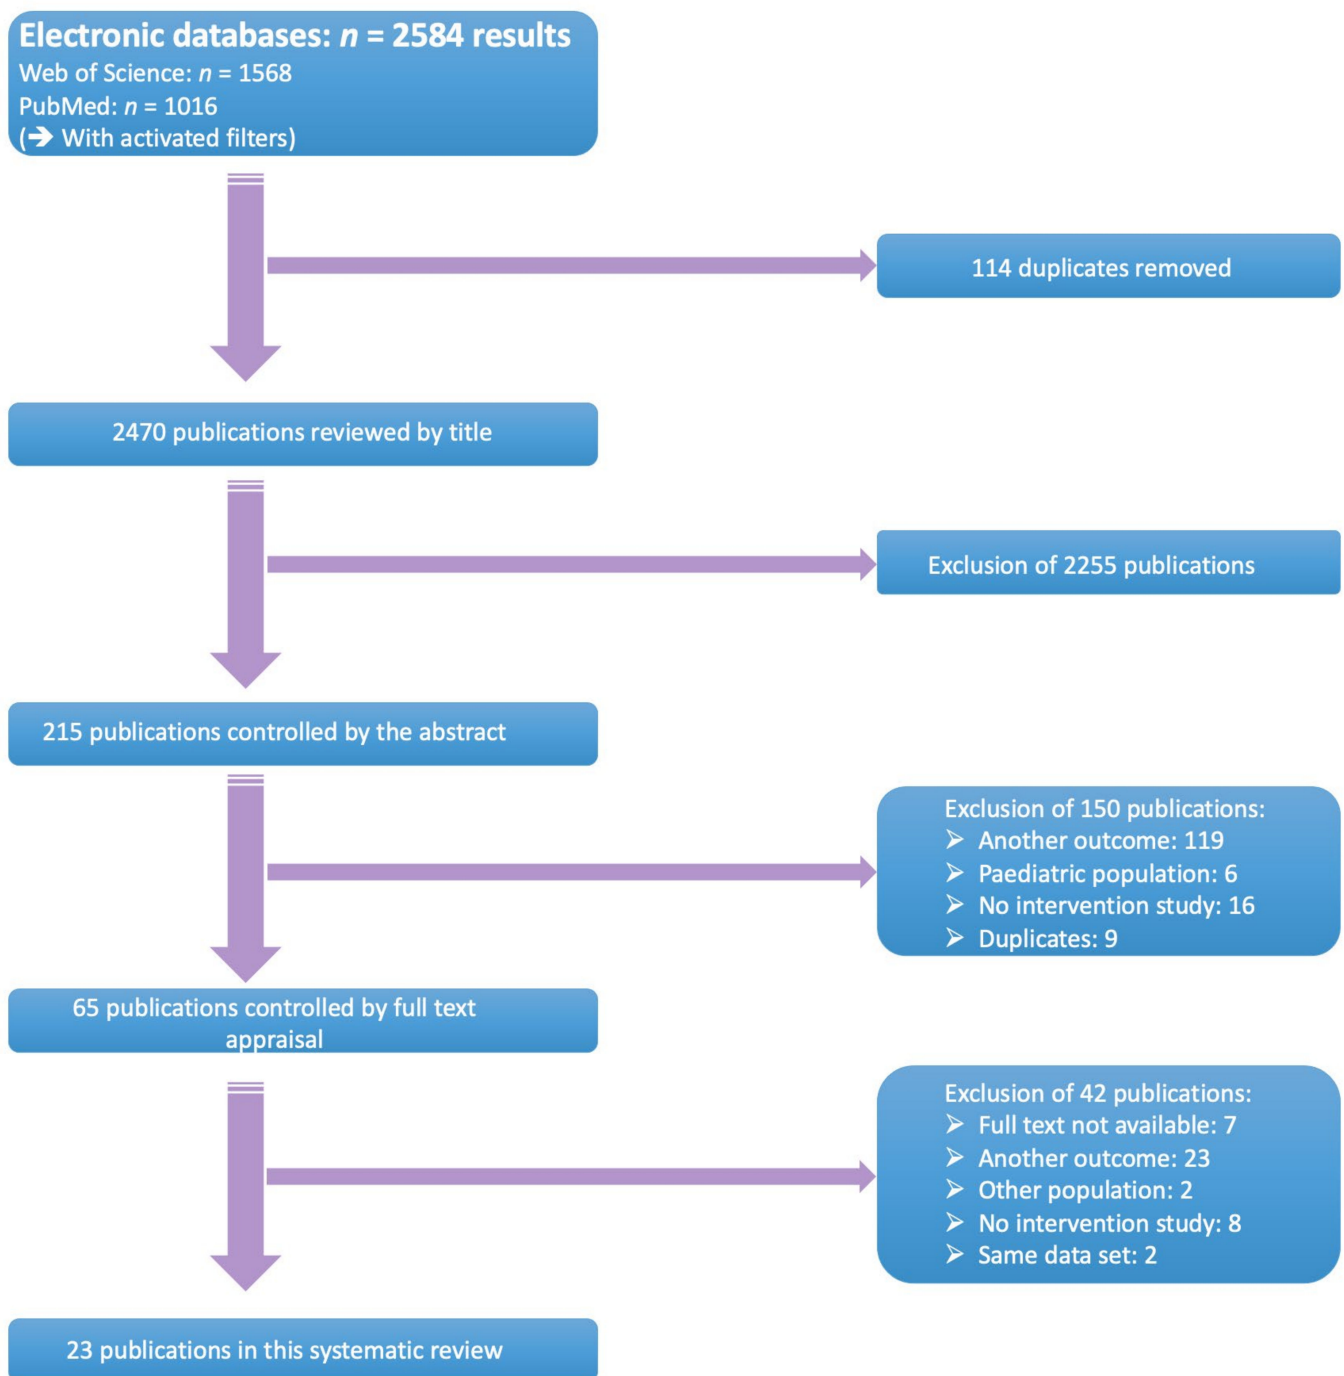 Electronic databases: n = 2584 results
Web of Science: n = 1568
PubMed: n = 1016
(➔ With activated filters)
114 duplicates removed
2470 publications reviewed by title
Exclusion of 2255 publications
215 publications controlled by the abstract
Exclusion of 150 publications:
➢ Another outcome: 119
➢ Paediatric population: 6
➢ No intervention study: 16
➢ Duplicates: 9
65 publications controlled by full text
appraisal
Exclusion of 42 publications:
➢ Full text not available: 7
➢ Another outcome: 23
➢ Other population: 2
➢ No intervention study: 8
➢ Same data set: 2
23 publications in this systematic review